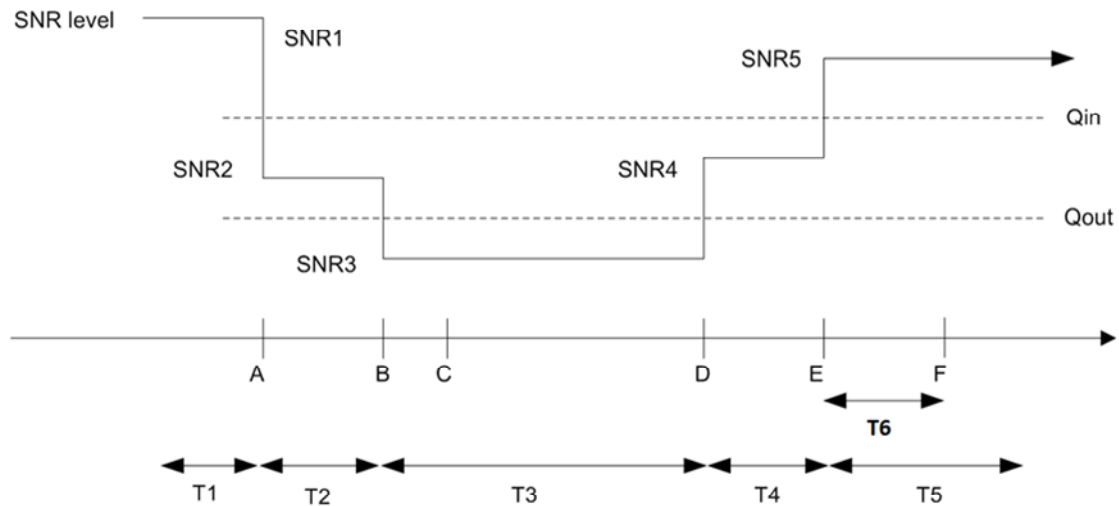 SNR level
SNR1
SNR5
Qin
SNR2
SNR4
Qout
SNR3
A B C D E F
T6
T1 T2 T3 T4 T5